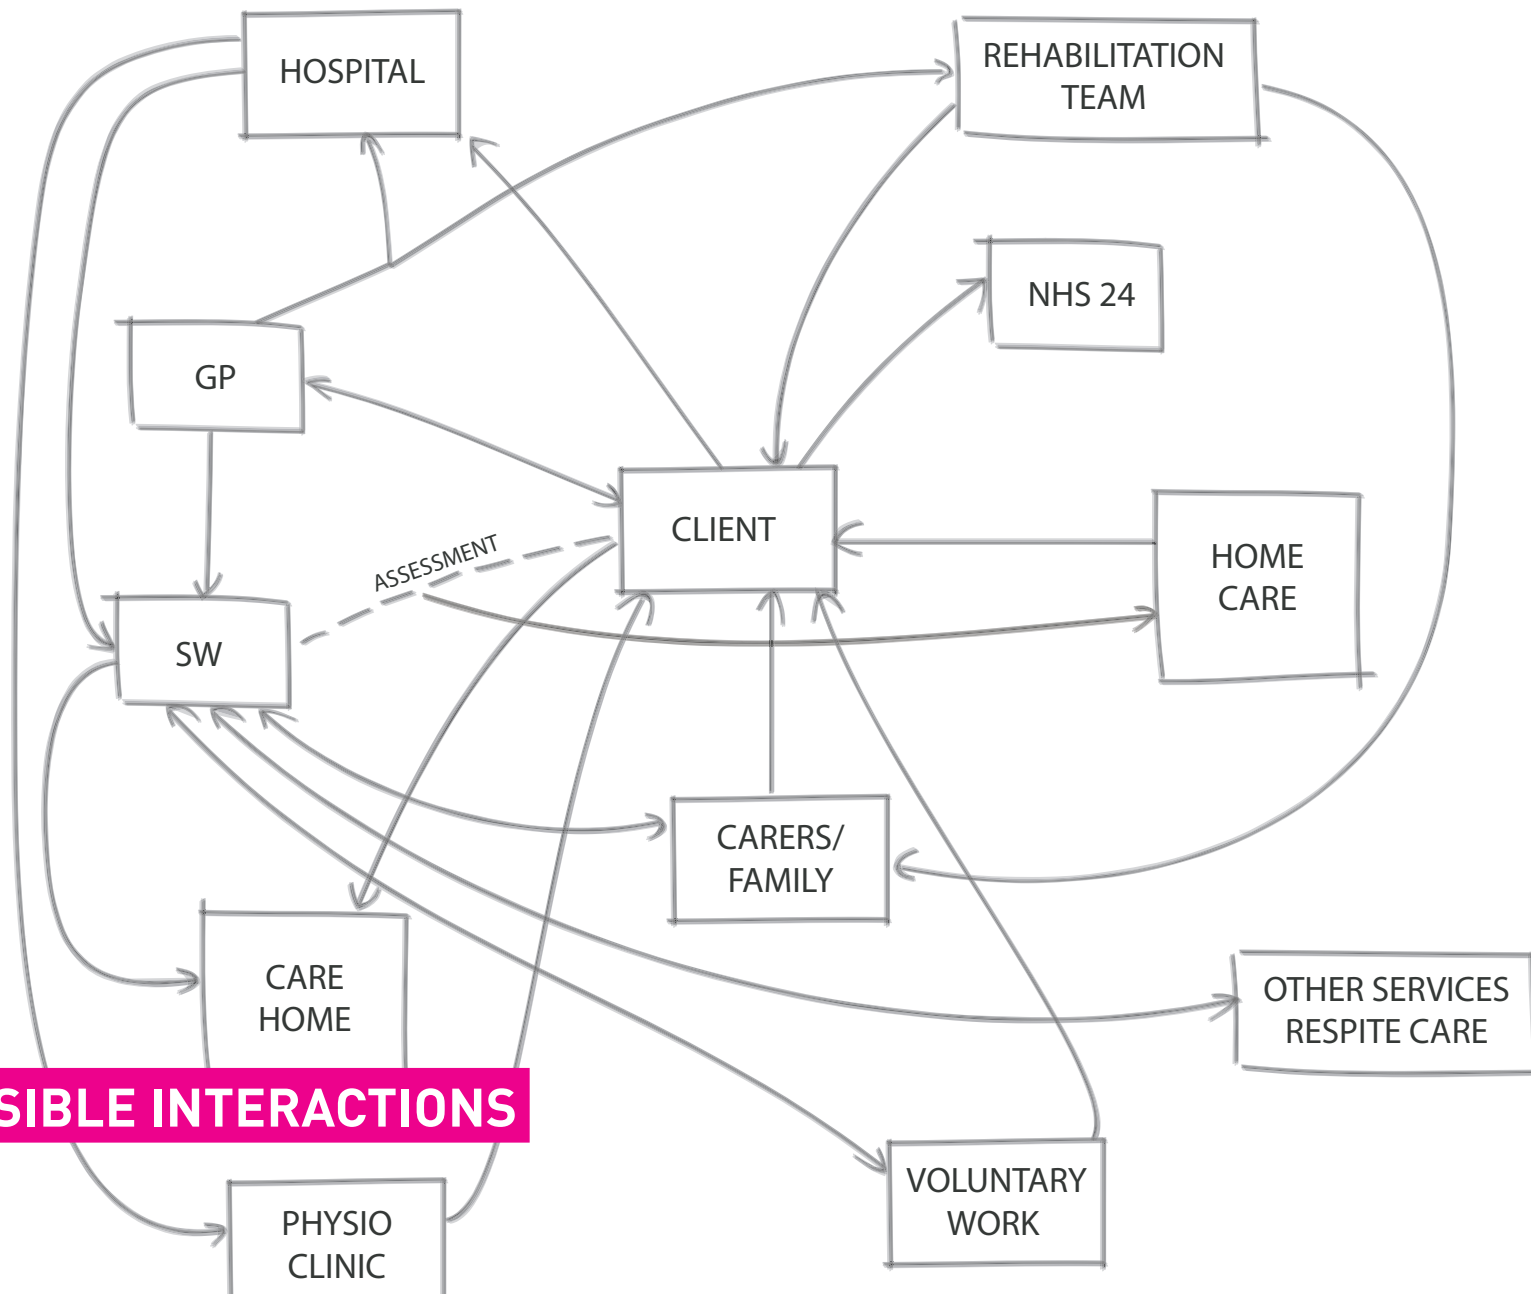 HOSPITAL
REHABILITATION
TEAM
NHS 24
GP
CLIENT
ASSESSMENT
HOME
CARE
SW
CARERS/
FAMILY
CARE
HOME
OTHER SERVICES
RESPITE CARE
SIBLE INTERACTIONS
VOLUNTARY
WORK
PHYSIO
CLINIC